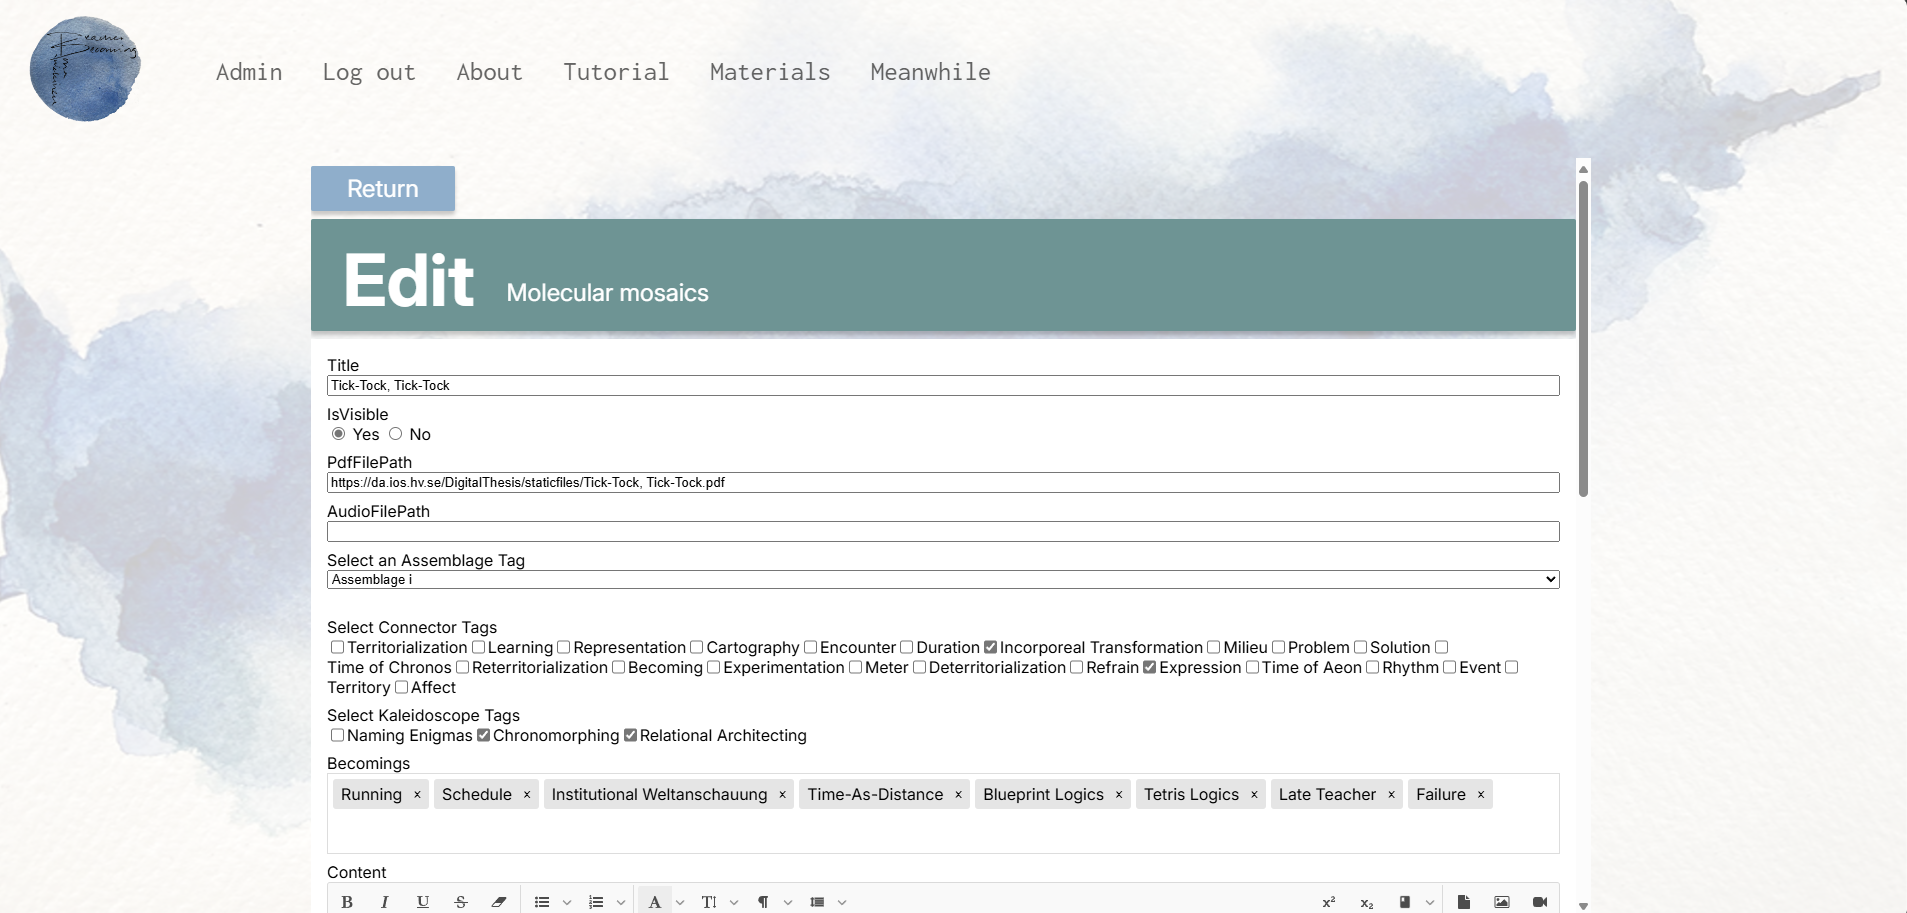 Becoming
Admin Log out About Tutorial Materials Meanwhile
Return
Edit Molecular mosaics
Title
Tick-Tock, Tick-Tock
IsVisible
Yes No
PdfFilePath
https://da.ios.hv.se/DigitalThesis/staticfiles/Tick-Tock, Tick-Tock.pdf
AudioFilePath
Select an Assemblage Tag
Assemblage i
Select Connector Tags
Territorialization Learning Representation Cartography Encounter Duration Incorporeal Transformation Milieu Problem Solution
Time of Chronos Reterritorialization Becoming Experimentation Meter Deterritorialization Refrain Expression Time of Aeon Rhythm Event
Territory Affect
Select Kaleidoscope Tags
Naming Enigmas Chronomorphing Relational Architecting
Becomings
Running × Schedule × Institutional Weltanschauung × Time-As-Distance × Blueprint Logics × Tetris Logics × Late Teacher × Failure ×
Content
B I U S A T x² x₂